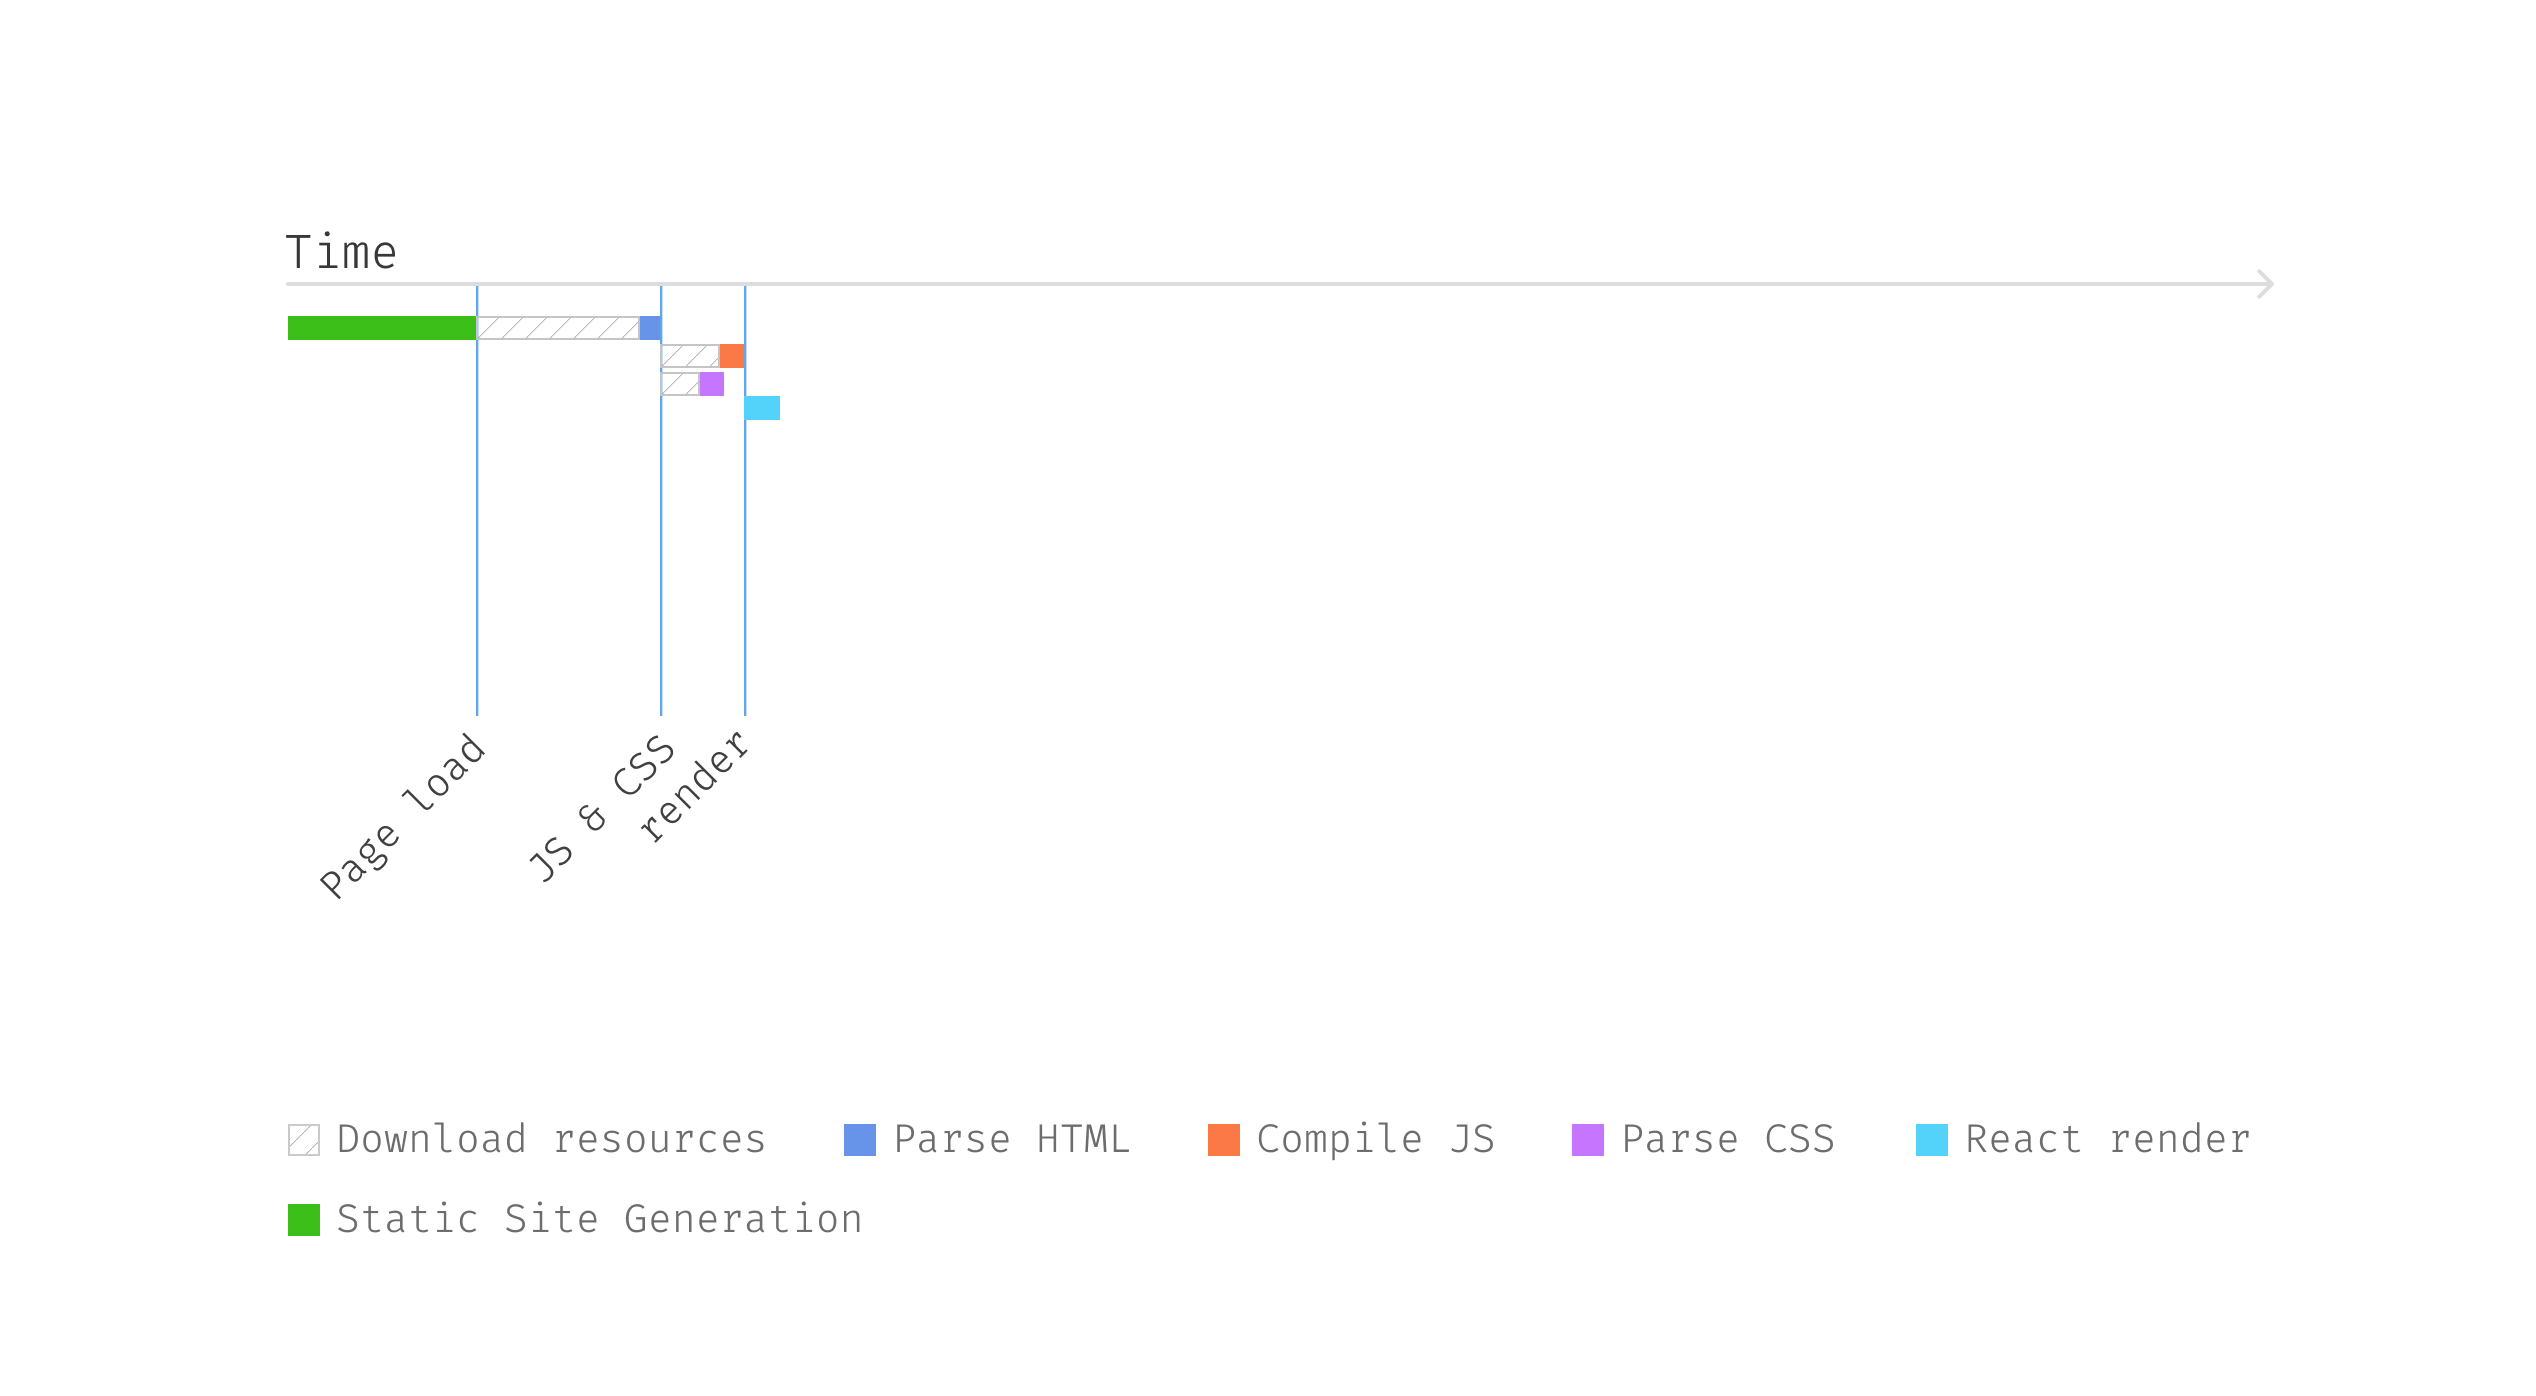 Time
Page load
JS & CSS
render
Download resources
Parse HTML
Compile JS
Parse CSS
React render
Static Site Generation